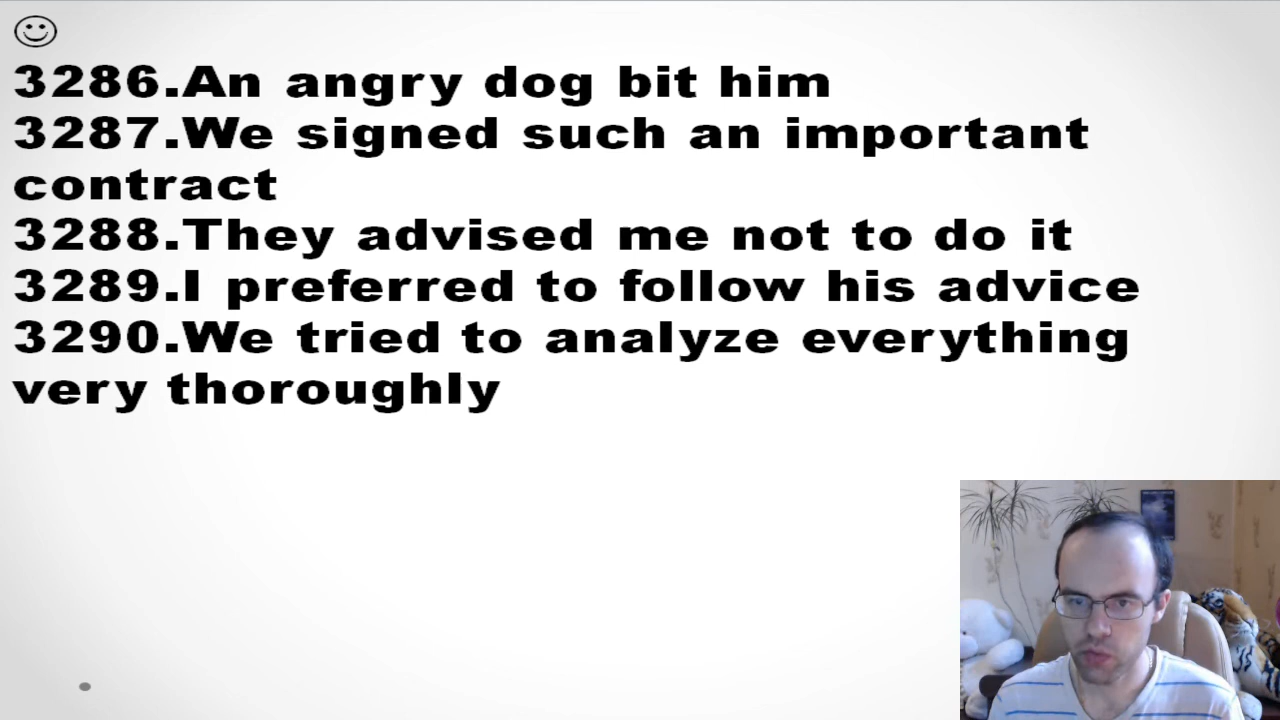 3286.An angry dog bit him
3287.We signed such an important
contract
3288.They advised me not to do it
3289.I preferred to follow his advice
3290.We tried to analyze everything
very thoroughly